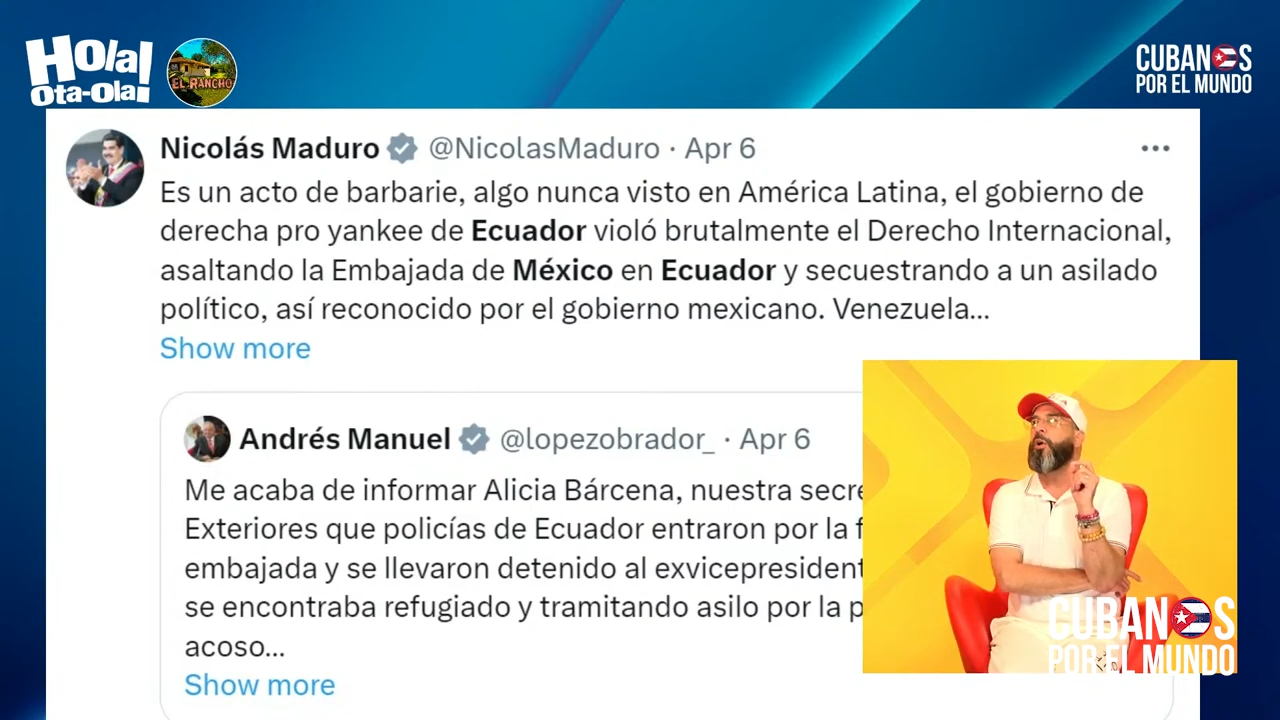 Hola!
Ota-Ola!
EL RANCHO
CUBANOS
POR EL MUNDO
Nicolás Maduro @NicolasMaduro · Apr 6
Es un acto de barbarie, algo nunca visto en América Latina, el gobierno de
derecha pro yankee de Ecuador violó brutalmente el Derecho Internacional,
asaltando la Embajada de México en Ecuador y secuestrando a un asilado
político, así reconocido por el gobierno mexicano. Venezuela...
Show more
Andrés Manuel @lopezobrador_ · Apr 6
Me acaba de informar Alicia Bárcena, nuestra secre
Exteriores que policías de Ecuador entraron por la f
embajada y se llevaron detenido al exvicepresident
se encontraba refugiado y tramitando asilo por la p
acoso...
Show more
CUBANOS
POR EL MUNDO